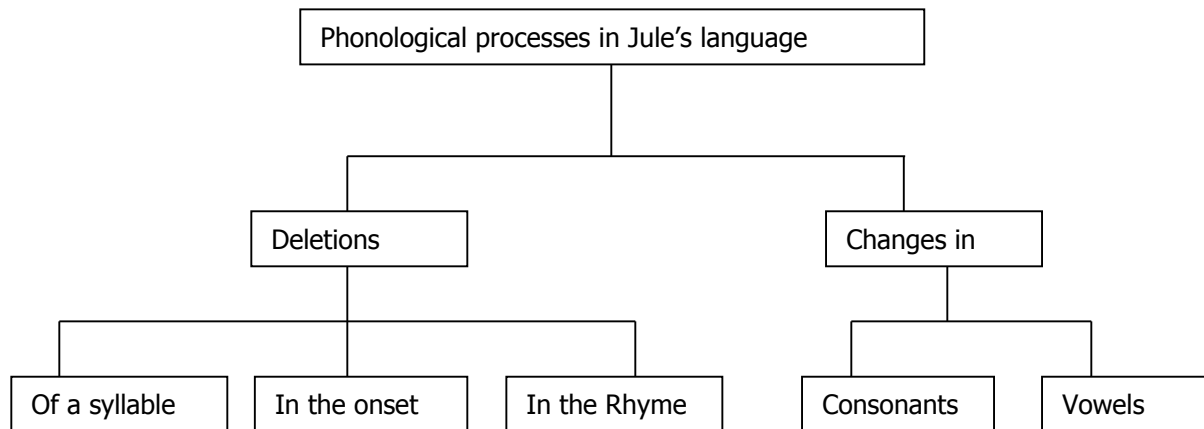 Phonological processes in Jule's language
Deletions
Changes in
Of a syllable
In the onset
In the Rhyme
Consonants
Vowels